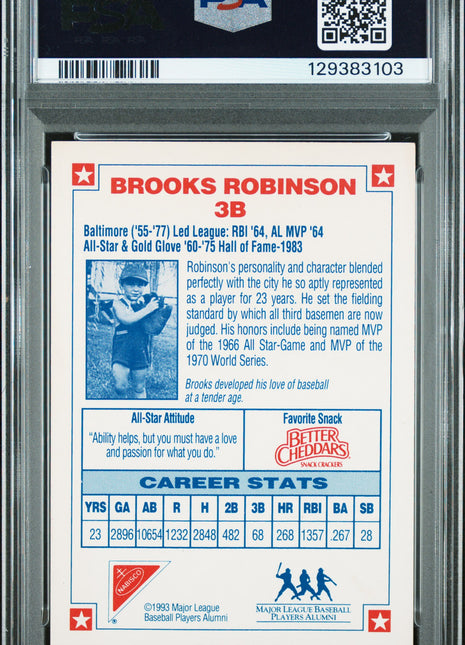 PSA
129383103
BROOKS ROBINSON
3B
Baltimore ('55-'77) Led League: RBI '64, AL MVP '64
All-Star & Gold Glove '60-'75 Hall of Fame-1983
Robinson's personality and character blended
perfectly with the city he so aptly represented
as a player for 23 years. He set the fielding
standard by which all third basemen are now
judged. His honors include being named MVP
of the 1966 All Star-Game and MVP of the
1970 World Series.
Brooks developed his love of baseball
at a tender age.
All-Star Attitude
"Ability helps, but you must have a love
and passion for what you do."
Favorite Snack
BETTER
CHEDDARS
SNACK CRACKERS
CAREER STATS
YRS GA AB R H 2B 3B HR RBI BA SB
23 2896 10654 1232 2848 482 68 268 1357 .267 28
NABISCO
®
©1993 Major League
Baseball Players Alumni
MAJOR LEAGUE BASEBALL
PLAYERS ALUMNI